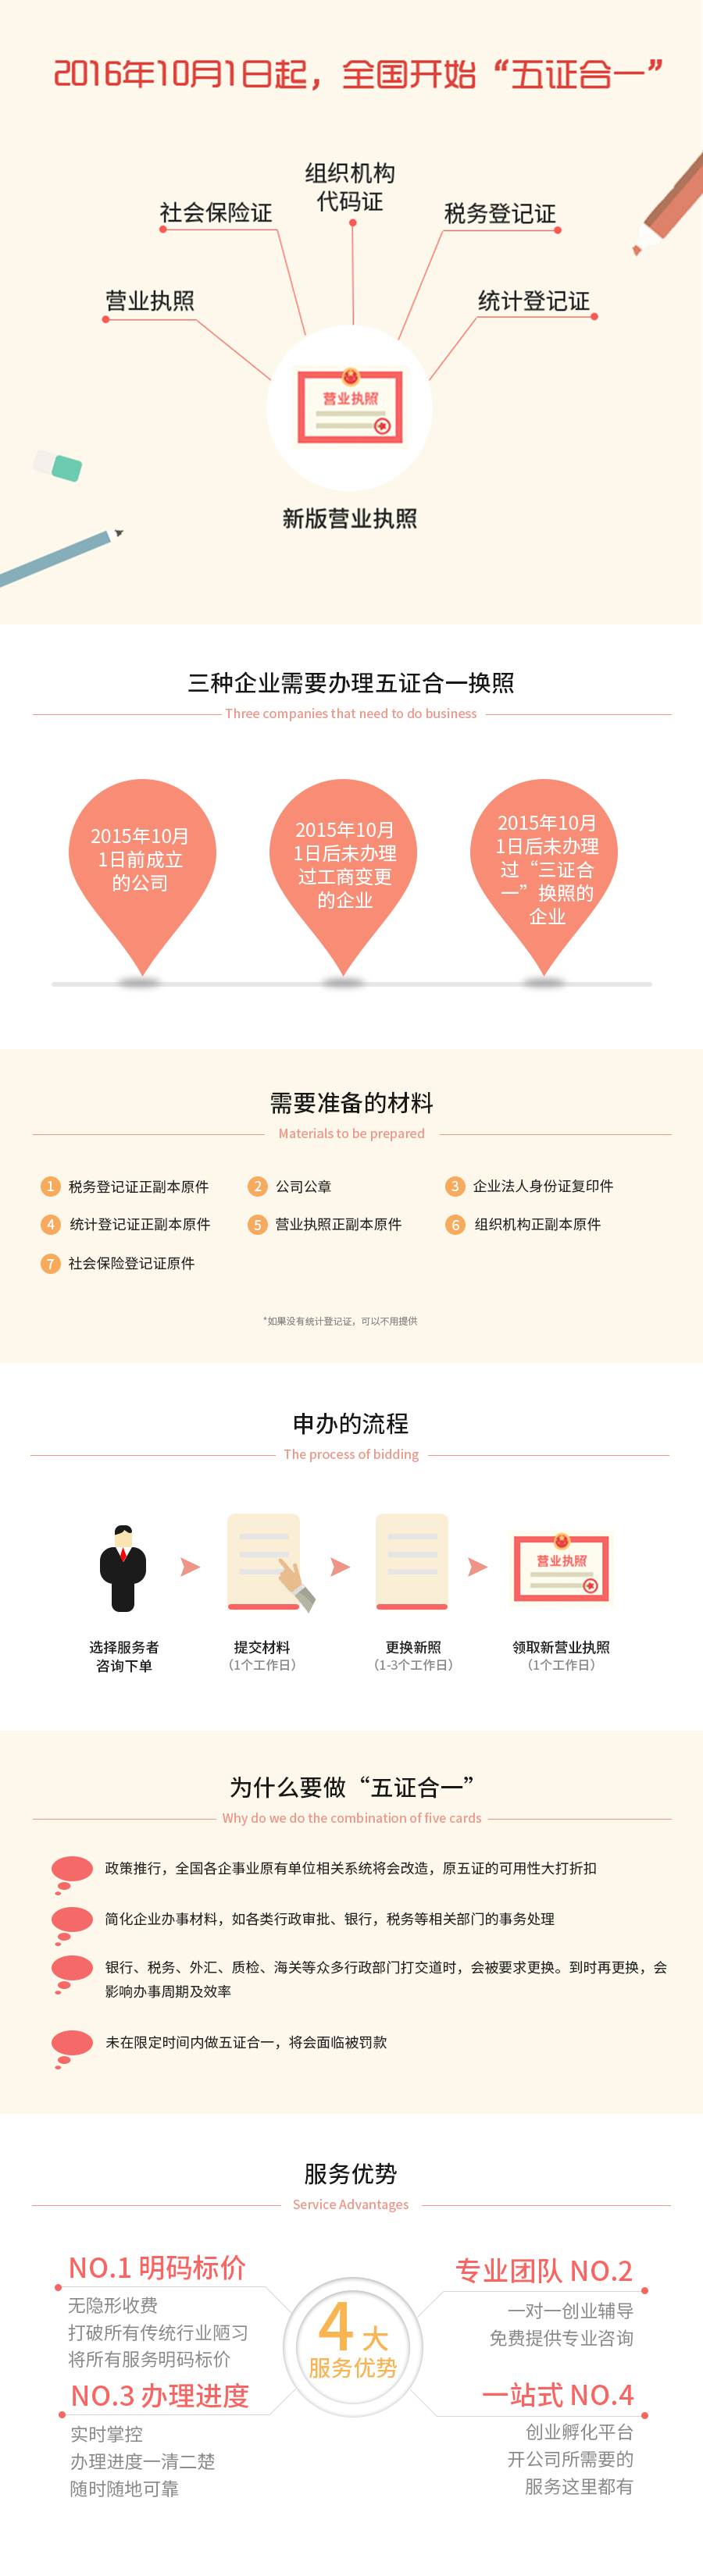 2016年10月1日起，全国开始“五证合一”
组织机构
代码证
社会保险证
税务登记证
营业执照
统计登记证
营业执照
新版营业执照
三种企业需要办理五证合一换照
Three companies that need to do business
2015年10月
1日前成立
的公司
2015年10月
1日后未办理
过工商变更
的企业
2015年10月
1日后未办理
过“三证合
一”换照的
企业
需要准备的材料
Materials to be prepared
1 税务登记证正副本原件
2 公司公章
3 企业法人身份证复印件
4 统计登记证正副本原件
5 营业执照正副本原件
6 组织机构正副本原件
7 社会保险登记证原件
*如果没有统计登记证，可以不用提供
申办的流程
The process of bidding
营业执照
选择服务者
咨询下单
提交材料
（1个工作日）
更换新照
（1-3个工作日）
领取新营业执照
（1个工作日）
为什么要做“五证合一”
Why do we do the combination of five cards
政策推行，全国各企事业原有单位相关系统将会改造，原五证的可用性大打折扣
简化企业办事材料，如各类行政审批、银行，税务等相关部门的事务处理
银行、税务、外汇、质检、海关等众多行政部门打交道时，会被要求更换。到时再更换，会
影响办事周期及效率
未在限定时间内做五证合一，将会面临被罚款
服务优势
Service Advantages
NO.1 明码标价
无隐形收费
打破所有传统行业陋习
将所有服务明码标价
专业团队 NO.2
一对一创业辅导
免费提供专业咨询
4大
服务优势
NO.3 办理进度
实时掌控
办理进度一清二楚
随时随地可靠
一站式 NO.4
创业孵化平台
开公司所需要的
服务这里都有